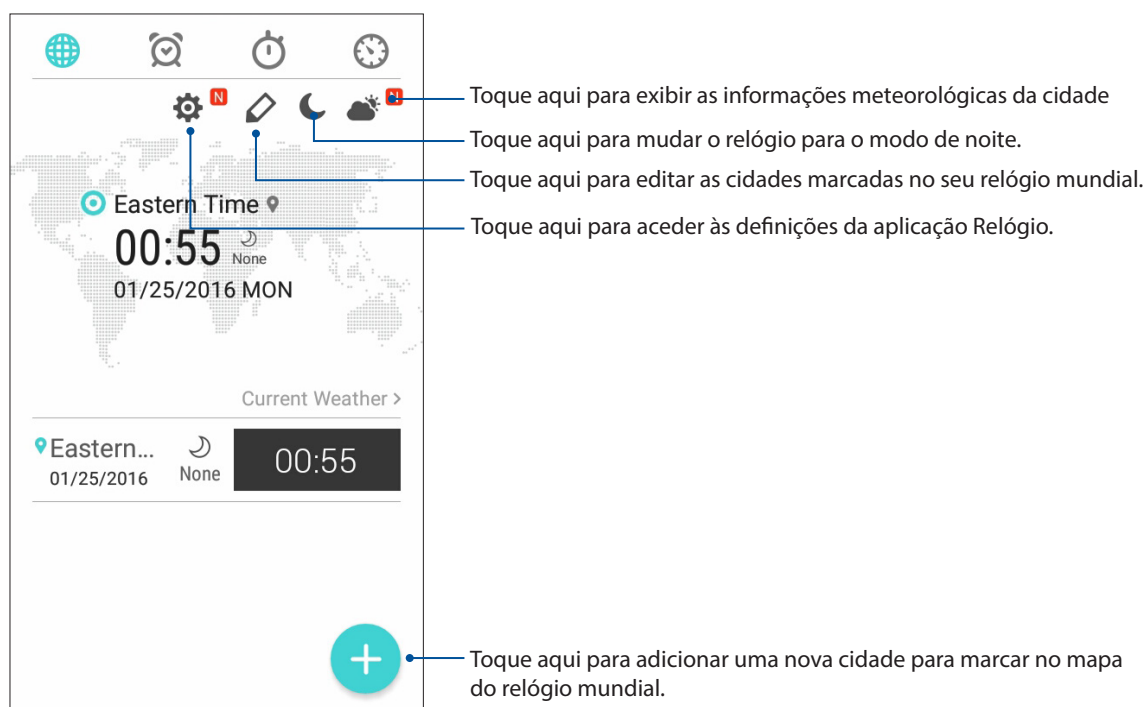 N
N
Toque aqui para exibir as informações meteorológicas da cidade
Toque aqui para mudar o relógio para o modo de noite.
Toque aqui para editar as cidades marcadas no seu relógio mundial.
Toque aqui para aceder às definições da aplicação Relógio.
Eastern Time
00:55
None
01/25/2016 MON
Current Weather >
Eastern...
01/25/2016
None
00:55
Toque aqui para adicionar uma nova cidade para marcar no mapa
do relógio mundial.